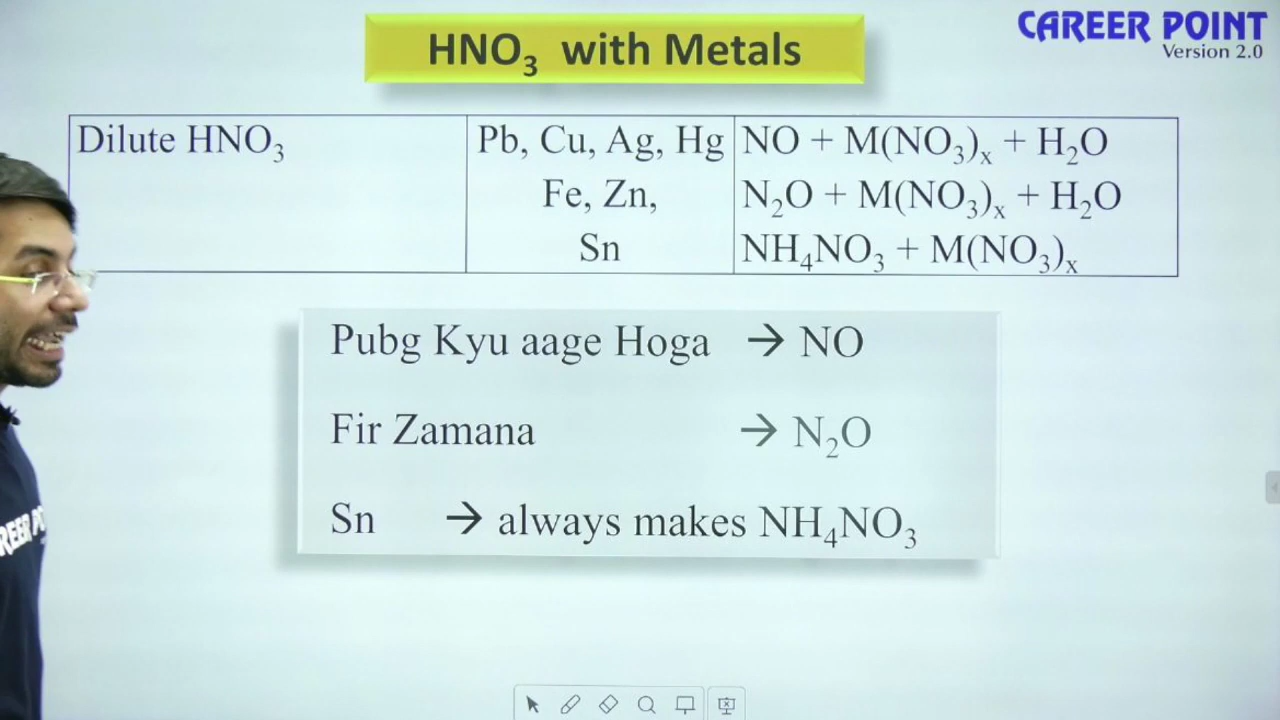 HNO₃ with Metals
CAREER POINT
Version 2.0
Dilute HNO₃ Pb, Cu, Ag, Hg NO + M(NO₃)ₓ + H₂O
Fe, Zn, N₂O + M(NO₃)ₓ + H₂O
Sn NH₄NO₃ + M(NO₃)ₓ
Pubg Kyu aage Hoga → NO
Fir Zamana → N₂O
Sn → always makes NH₄NO₃